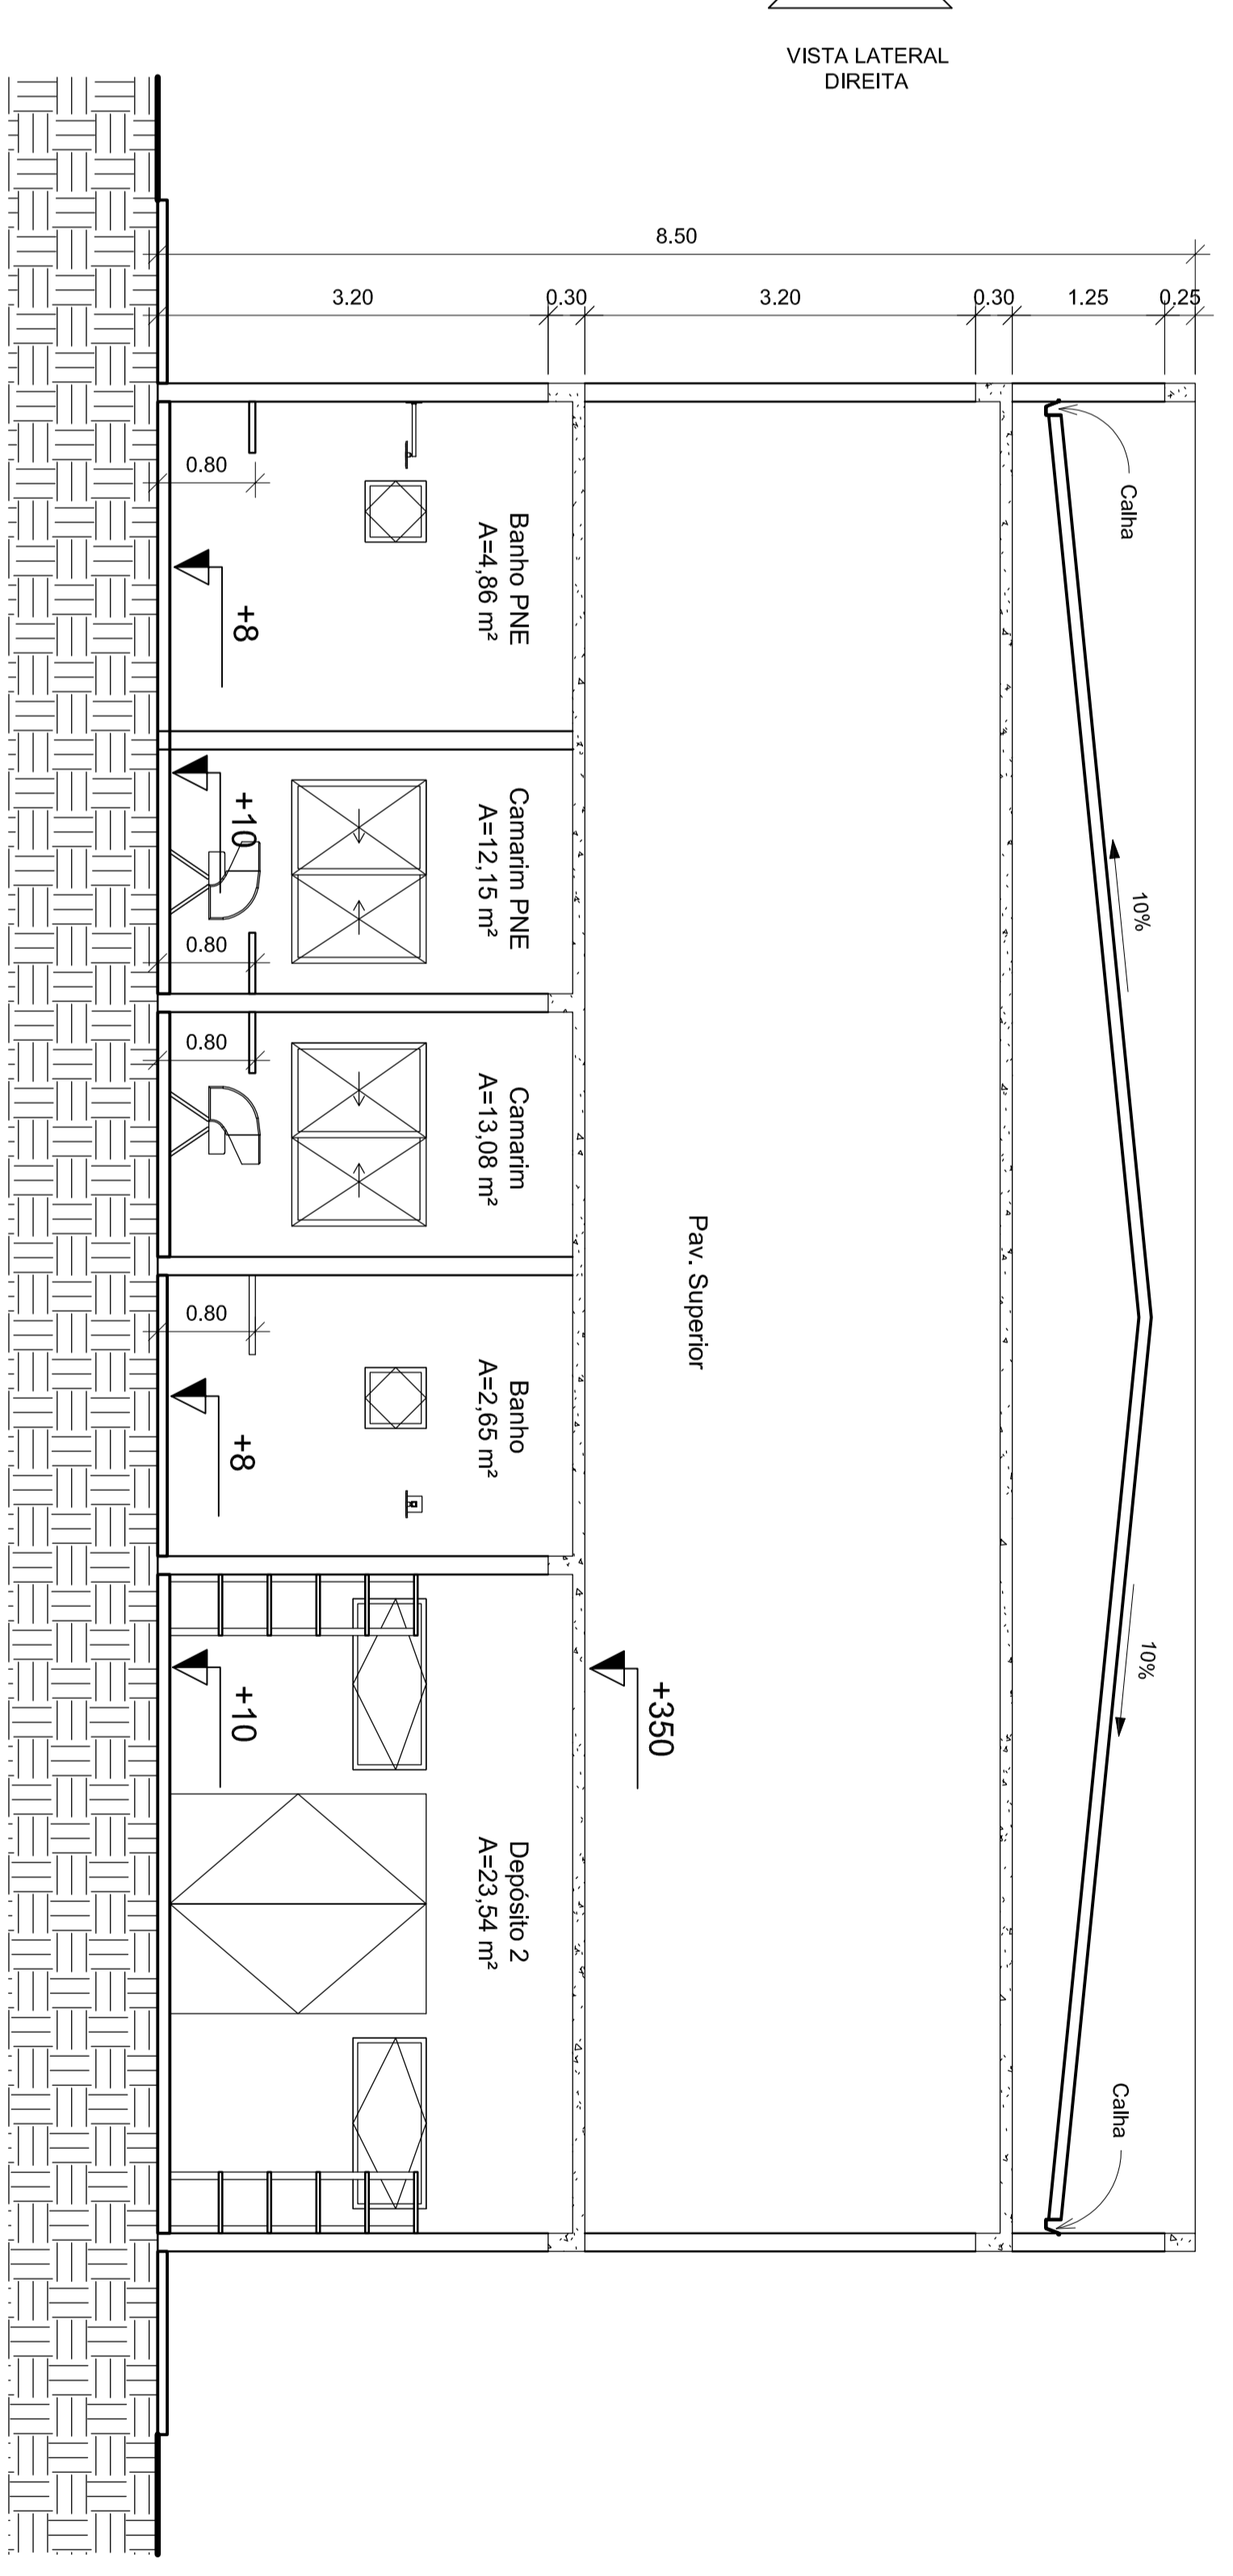 VISTA LATERAL
DIREITA
8.50
3.20
0.30
3.20
0.30
1.25
0.25
Calha
10%
10%
Calha
Pav. Superior
+350
Banho PNE
A=4,86 m²
0.80
+8
Camarim PNE
A=12,15 m²
+10
0.80
Camarim
A=13,08 m²
0.80
Banho
A=2,65 m²
0.80
+8
Depósito 2
A=23,54 m²
+10